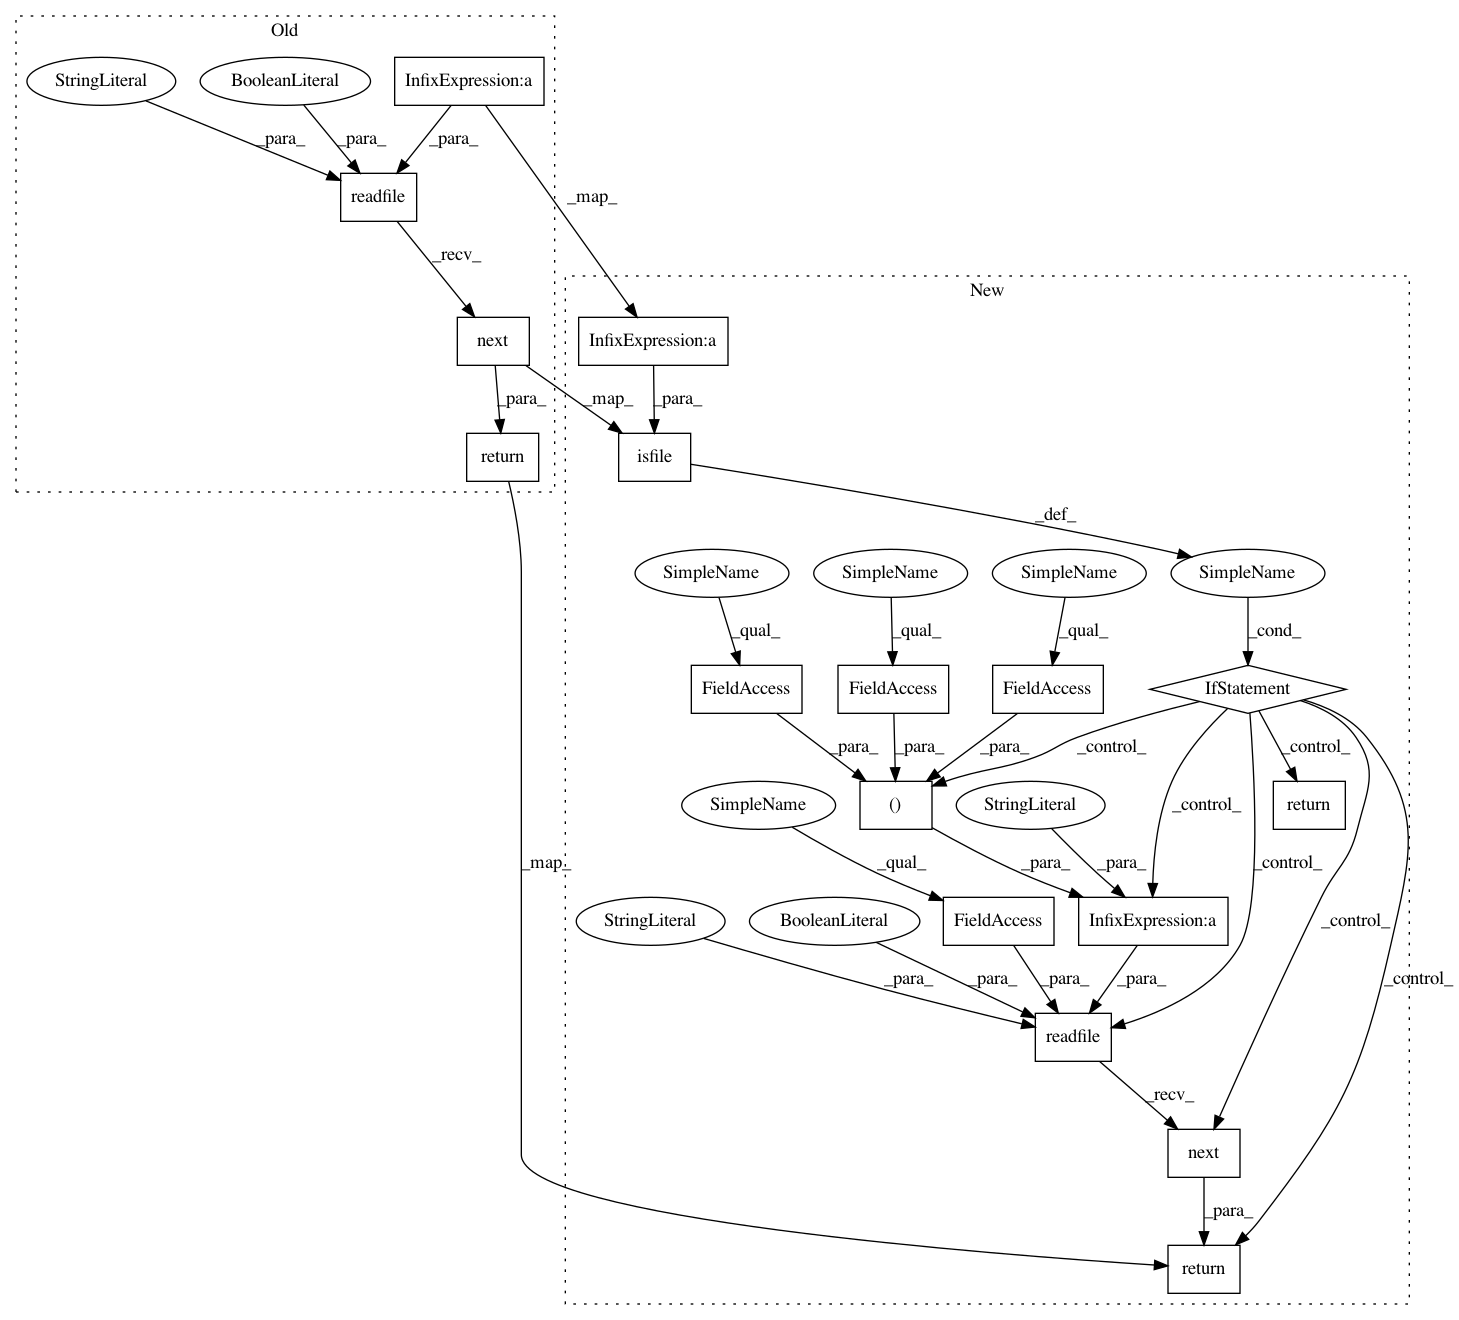 Old
StringLiteral
BooleanLiteral
InfixExpression:a
_para_
_para_
_para_
readfile
_map_
_recv_
New
next
InfixExpression:a
_para_
_map_
_para_
return
isfile
_def_
SimpleName
SimpleName
SimpleName
SimpleName
_qual_
_qual_
_qual_
_cond_
FieldAccess
FieldAccess
FieldAccess
IfStatement
_para_
_para_
_para_
_control_
_control_
SimpleName
()
StringLiteral
_control_
return
_map_
_qual_
_para_
_para_
_control_
StringLiteral
BooleanLiteral
FieldAccess
InfixExpression:a
_control_
_para_
_para_
_para_
_para_
_control_
readfile
_recv_
next
_para_
return